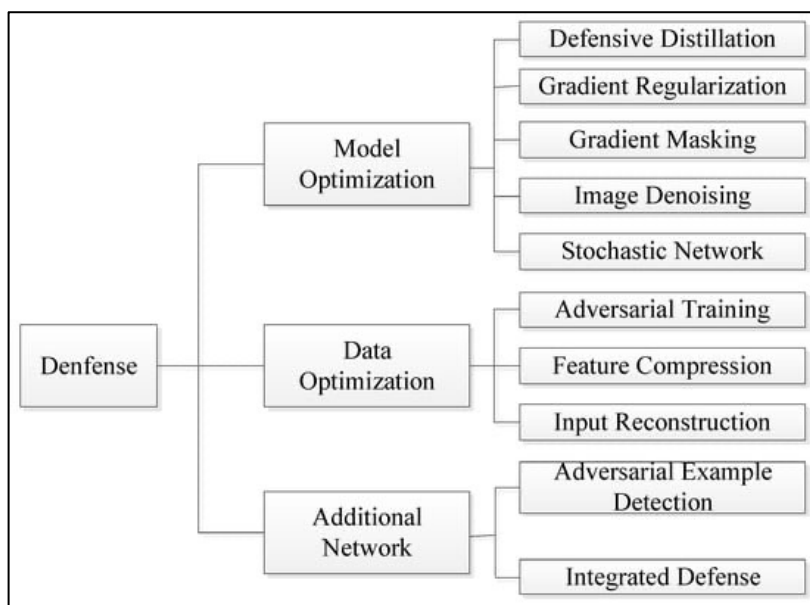 Defensive Distillation
Gradient Regularization
Model
Optimization
Gradient Masking
Image Denoising
Stochastic Network
Denfense
Data
Optimization
Adversarial Training
Feature Compression
Input Reconstruction
Additional
Network
Adversarial Example
Detection
Integrated Defense